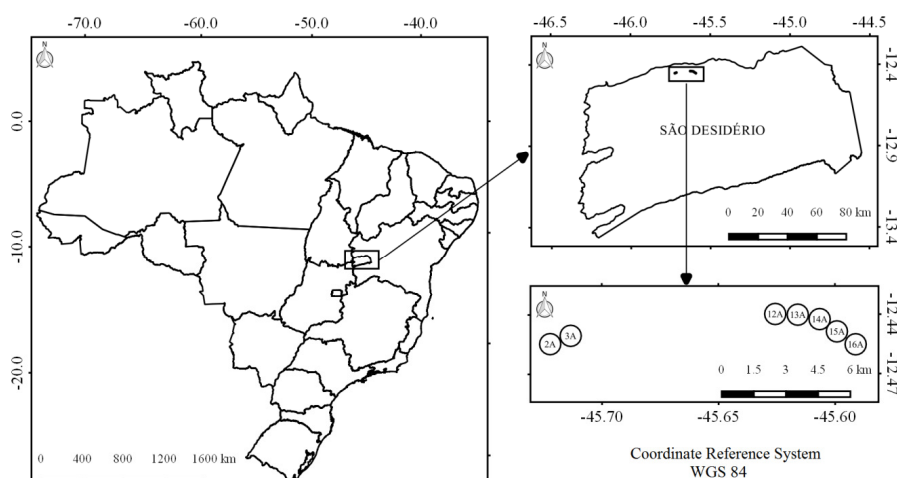 -70.0 -60.0 -50.0 -40.0
N
0.0
-10.0
-20.0
0 400 800 1200 1600 km
-46.5 -46.0 -45.5 -45.0 -44.5
N
-12.4
SÃO DESIDÉRIO
-12.9
0 20 40 60 80 km
-13.4
N
12A 13A 14A
-12.44
3A 15A
2A 16A
0 1.5 3 4.5 6 km
-12.47
-45.70 -45.65 -45.60
Coordinate Reference System
WGS 84